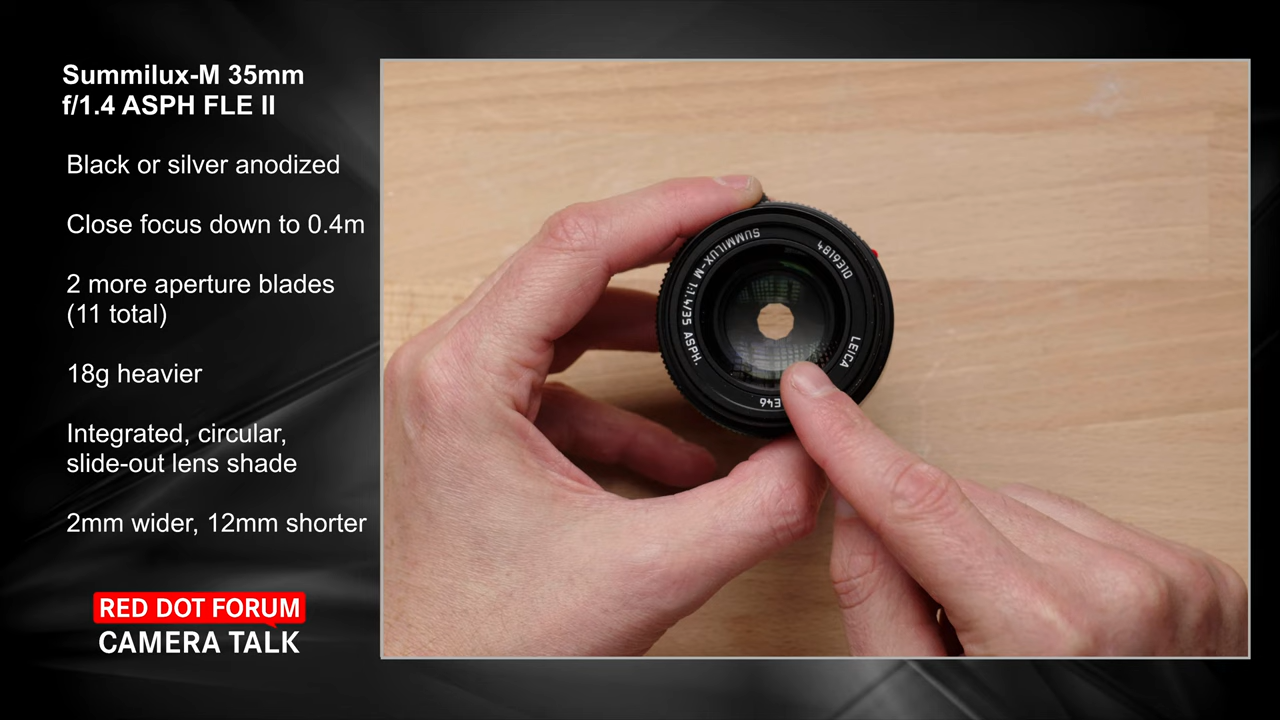 Summilux-M 35mm
f/1.4 ASPH FLE II
Black or silver anodized
Close focus down to 0.4m
2 more aperture blades
(11 total)
18g heavier
Integrated, circular,
slide-out lens shade
2mm wider, 12mm shorter
RED DOT FORUM
CAMERA TALK
SUMMILUX-M 1:1.4/35 ASPH.
4819310
LEICA
E46